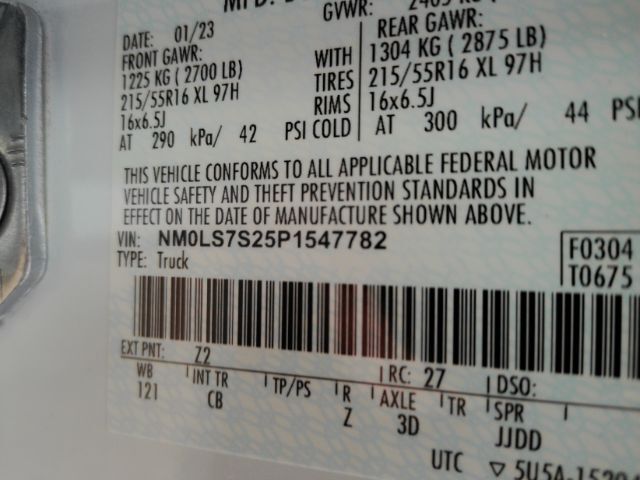 GVWR:
DATE: 01/23
FRONT GAWR:
1225 KG ( 2700 LB)
215/55R16 XL 97H
16x6.5J
AT 290 kPa/ 42 PSI COLD
WITH
TIRES
RIMS
REAR GAWR:
1304 KG ( 2875 LB)
215/55R16 XL 97H
16x6.5J
AT 300 kPa/ 44 PSI
THIS VEHICLE CONFORMS TO ALL APPLICABLE FEDERAL MOTOR
VEHICLE SAFETY AND THEFT PREVENTION STANDARDS IN
EFFECT ON THE DATE OF MANUFACTURE SHOWN ABOVE.
VIN: NM0LS7S25P1547782
TYPE: Truck
F0304
T0675
EXT PNT: Z2 RC: 27 DSO:
WB INT TR TP/PS R AXLE TR SPR
121 CB Z 3D JJDD
UTC ▽ 5U5A-1520